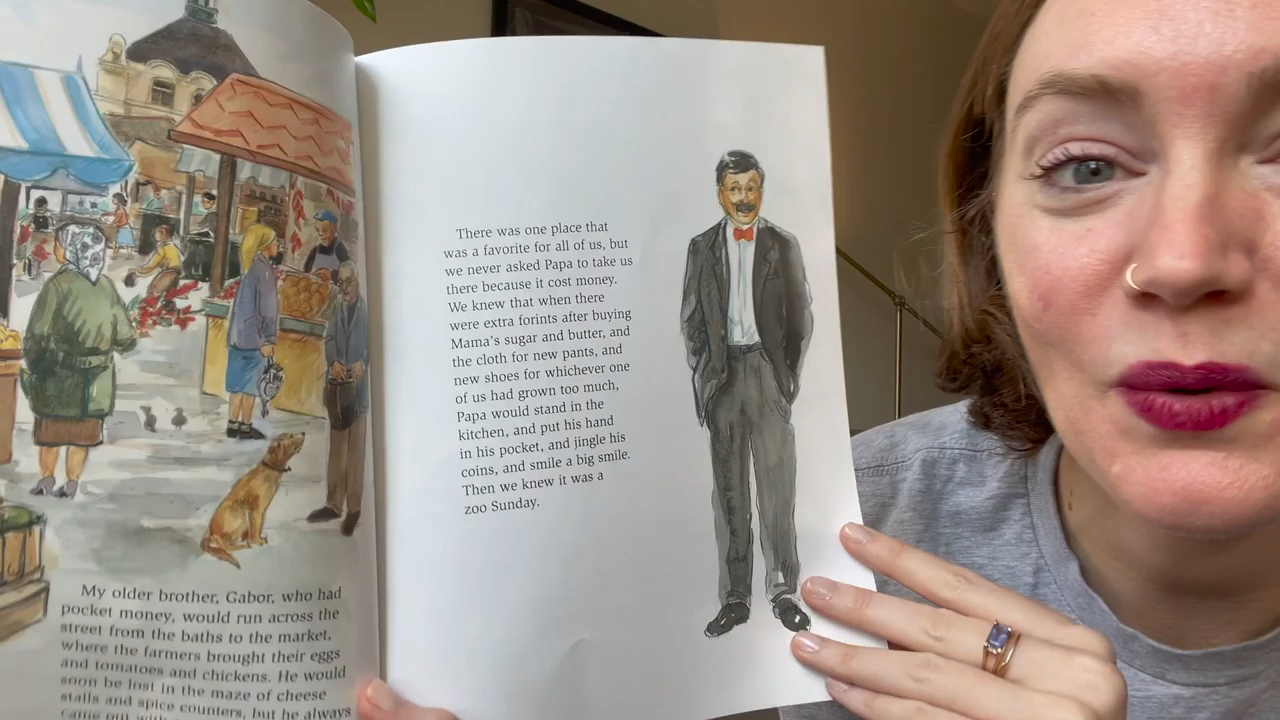 My older brother, Gabor, who had
pocket money, would run across the
street from the baths to the market,
where the farmers brought their eggs
and tomatoes and chickens. He would
soon be lost in the maze of cheese
stalls and spice counters, but he always
came out with
There was one place that
was a favorite for all of us, but
we never asked Papa to take us
there because it cost money.
We knew that when there
were extra forints after buying
Mama's sugar and butter, and
the cloth for new pants, and
new shoes for whichever one
of us had grown too much,
Papa would stand in the
kitchen, and put his hand
in his pocket, and jingle his
coins, and smile a big smile.
Then we knew it was a
zoo Sunday.